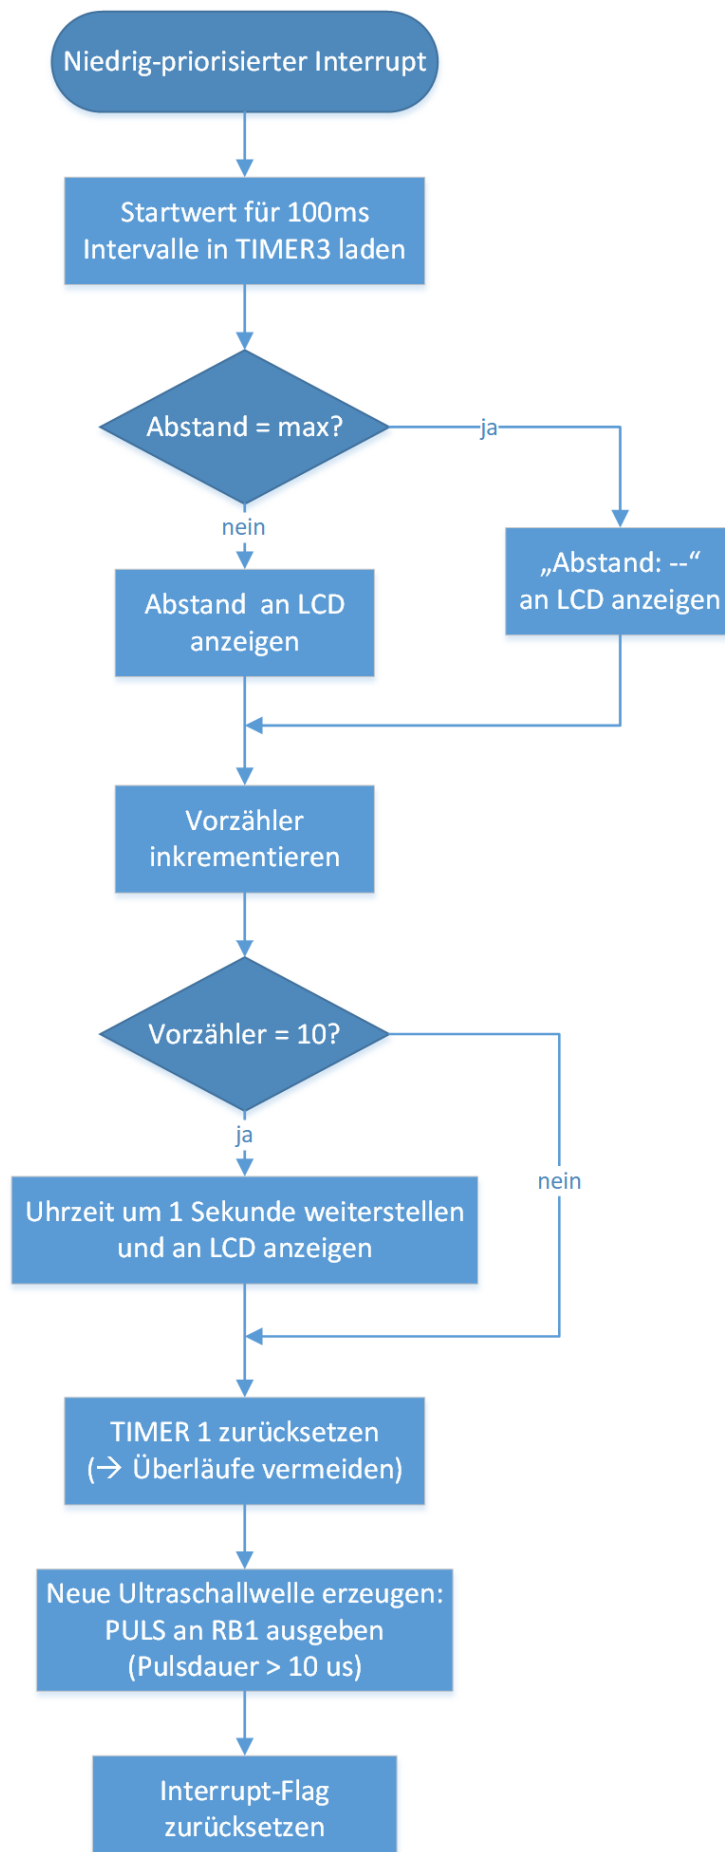 Niedrig-priorisierter Interrupt
Startwert für 100ms
Intervalle in TIMER3 laden
Abstand = max?
ja
nein
„Abstand: --“
an LCD anzeigen
Abstand an LCD
anzeigen
Vorzähler
inkrementieren
Vorzähler = 10?
ja
nein
Uhrzeit um 1 Sekunde weiterstellen
und an LCD anzeigen
TIMER 1 zurücksetzen
(→ Überläufe vermeiden)
Neue Ultraschallwelle erzeugen:
PULS an RB1 ausgeben
(Pulsdauer > 10 us)
Interrupt-Flag
zurücksetzen